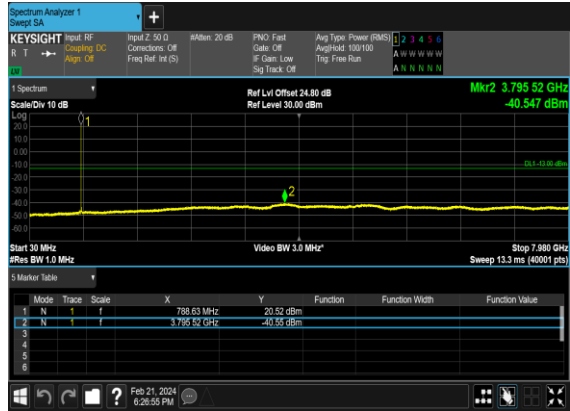 Spectrum Analyzer 1
Swept SA
+
KEYSIGHT Input: RF Input Z: 50 Ω #Atten: 20 dB PNO: Fast Avg Type: Power (RMS) 1 2 3 4 5 6
R T Coupling: DC Corrections: Off Gate: Off Avg|Hold: 100/100 A W W W W W
Align: Off Freq Ref: Int (S) IF Gain: Low Trig: Free Run
Sig Track: Off A N N N N N
1 Spectrum Ref Lvl Offset 24.80 dB Mkr2 3.795 52 GHz
Scale/Div 10 dB Ref Level 30.00 dBm -40.547 dBm
Log
20.0
10.0
0.00
-10.0
-20.0
-30.0
-40.0
-50.0
-60.0
1
2
DL1 -13.00 dBm
Start 30 MHz Video BW 3.0 MHz* Stop 7.980 GHz
#Res BW 1.0 MHz Sweep 13.3 ms (40001 pts)
5 Marker Table
Mode Trace Scale X Y Function Function Width Function Value
1 N 1 f 788.63 MHz 20.52 dBm
2 N 1 f 3.795 52 GHz -40.55 dBm
3
4
5
6
? Feb 21, 2024
6:26:55 PM